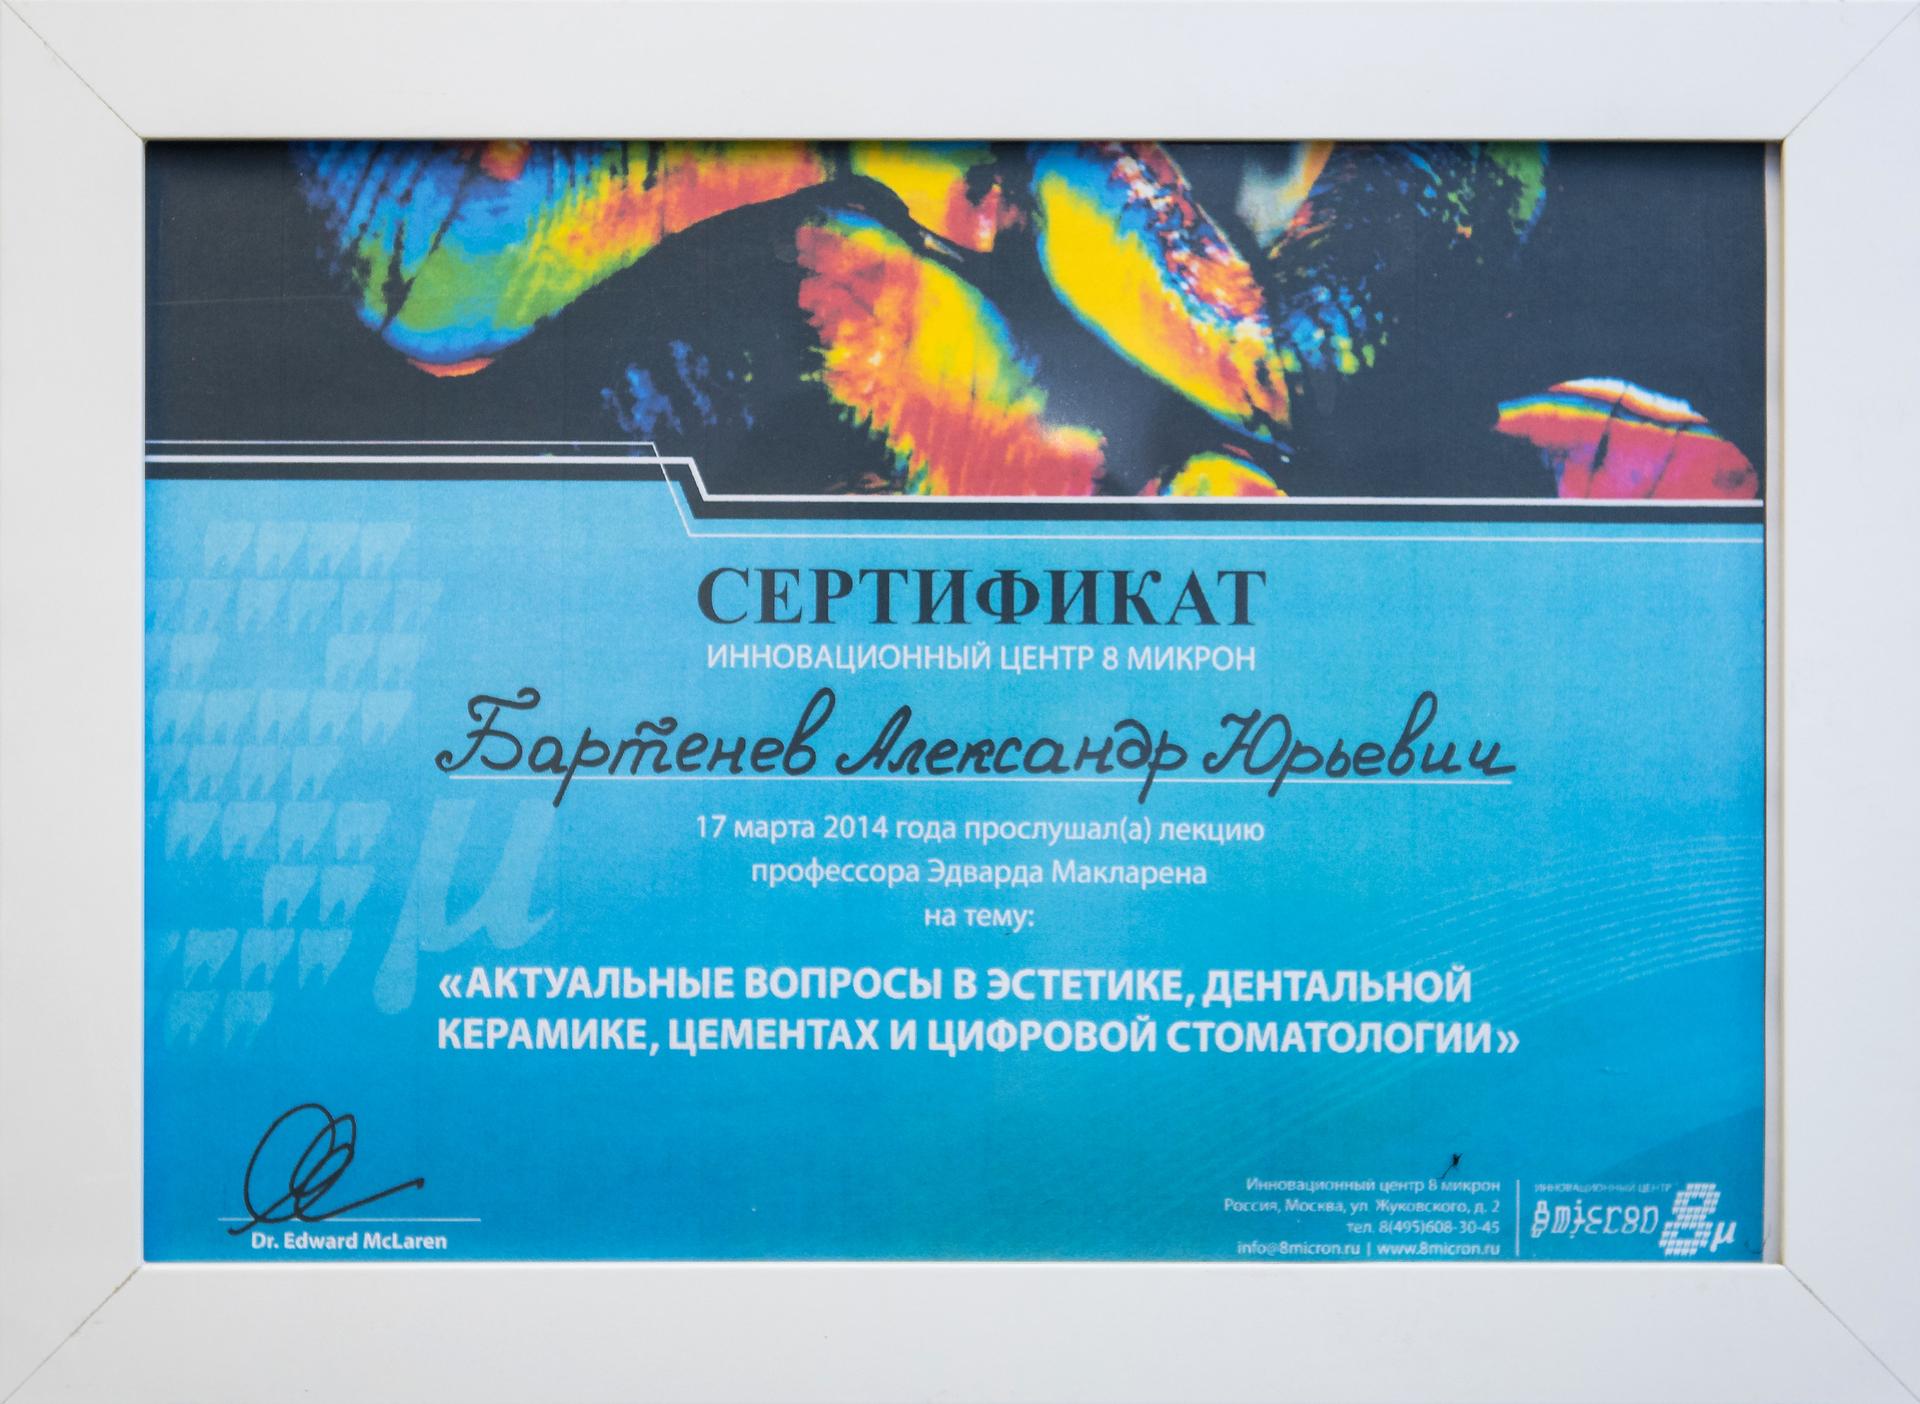 СЕРТИФИКАТ
ИННОВАЦИОННЫЙ ЦЕНТР 8 МИКРОН
Бартенев Александр Юрьевич
17 марта 2014 года прослушал(а) лекцию
профессора Эдварда Макларена
на тему:
«АКТУАЛЬНЫЕ ВОПРОСЫ В ЭСТЕТИКЕ, ДЕНТАЛЬНОЙ
КЕРАМИКЕ, ЦЕМЕНТАХ И ЦИФРОВОЙ СТОМАТОЛОГИИ»
Dr. Edward McLaren
Инновационный центр 8 микрон
Россия, Москва, ул Жуковского, д. 2
тел. 8(495)608-30-45
info@8micron.ru | www.8micron.ru
ИННОВАЦИОННЫЙ ЦЕНТР
8micron 8μ
μ